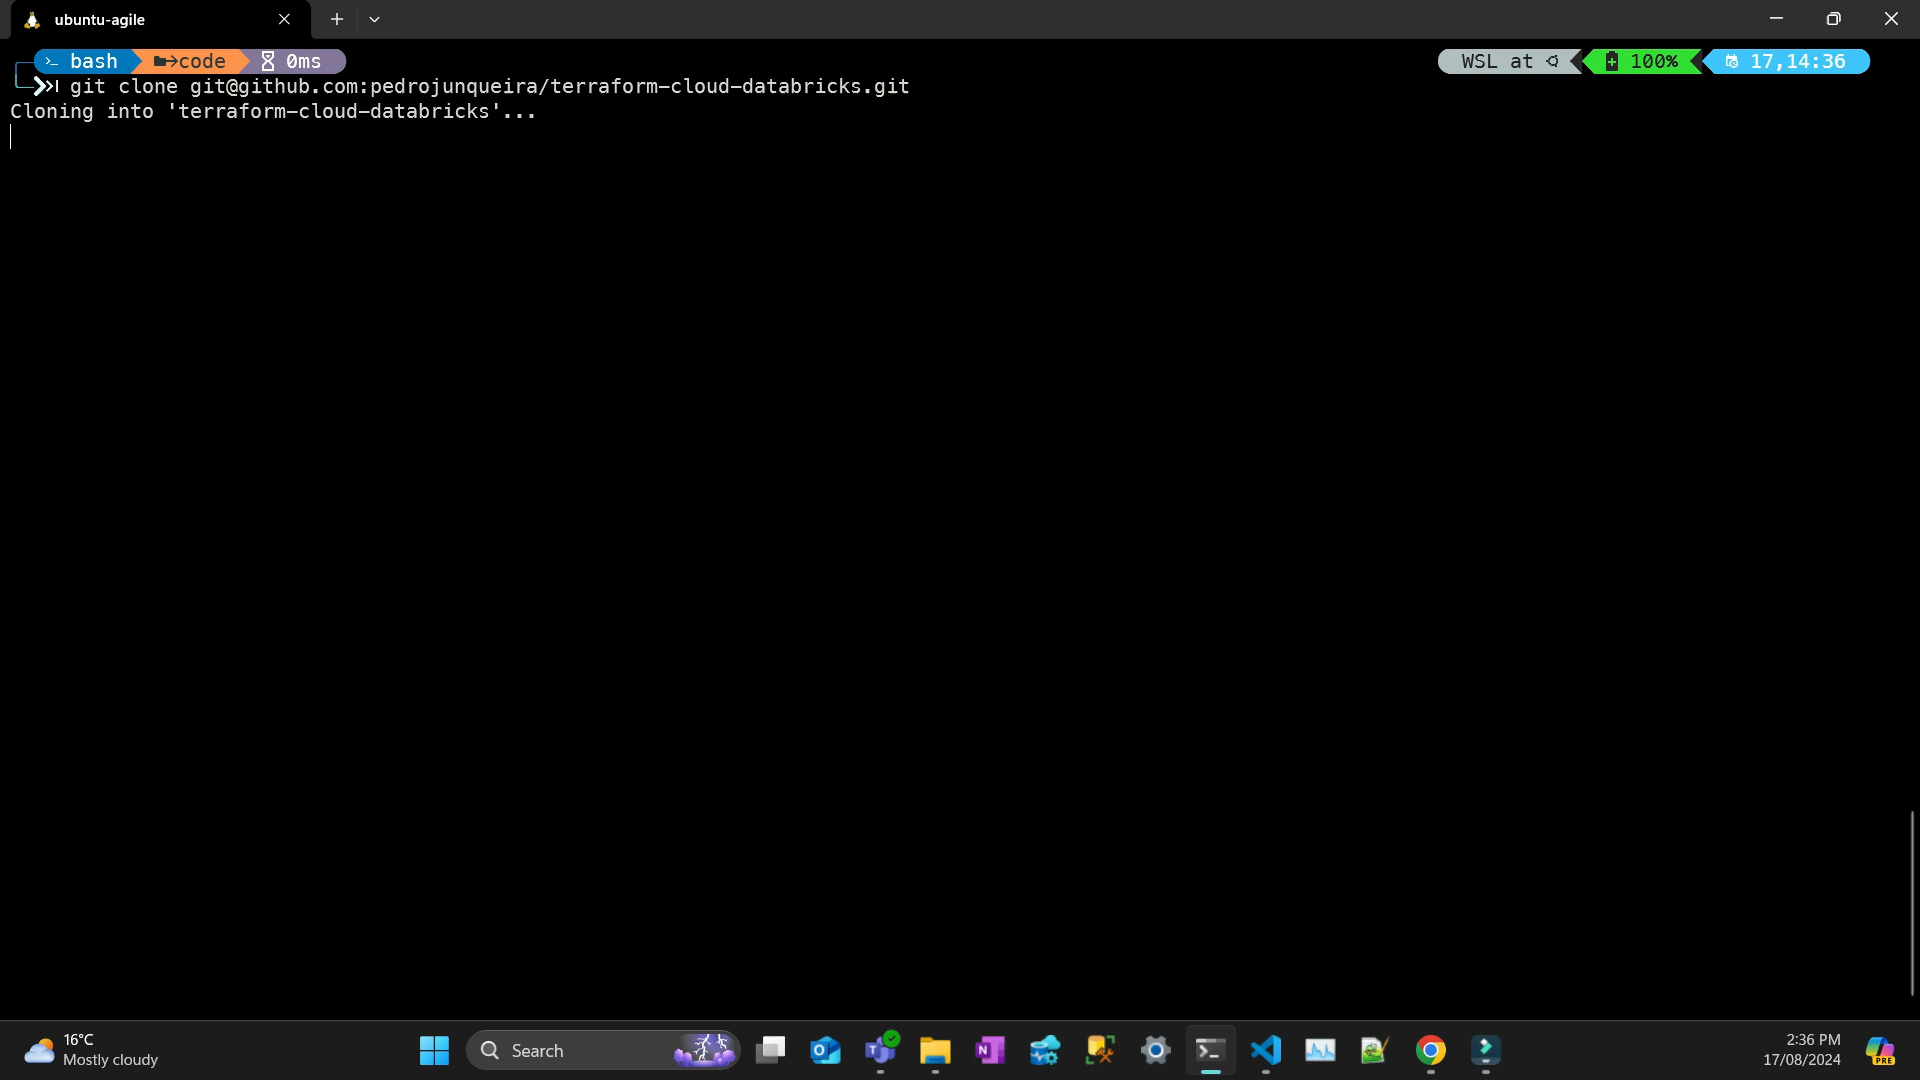 ubuntu-agile
bash code 0ms
WSL at 100% 17,14:36
git clone git@github.com:pedrojunqueira/terraform-cloud-databricks.git
Cloning into 'terraform-cloud-databricks'...
16°C
Mostly cloudy
Search
2:36 PM
17/08/2024
PRE